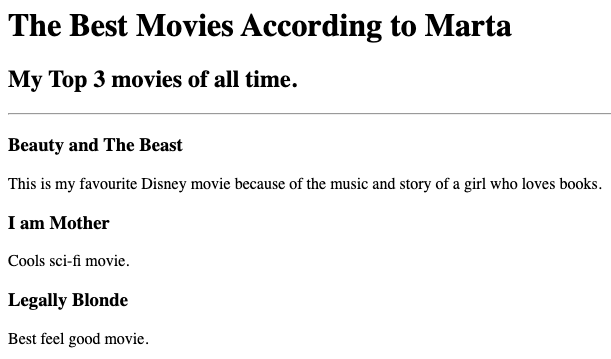 The Best Movies According to Marta
My Top 3 movies of all time.
Beauty and The Beast
This is my favourite Disney movie because of the music and story of a girl who loves books.
I am Mother
Cools sci-fi movie.
Legally Blonde
Best feel good movie.